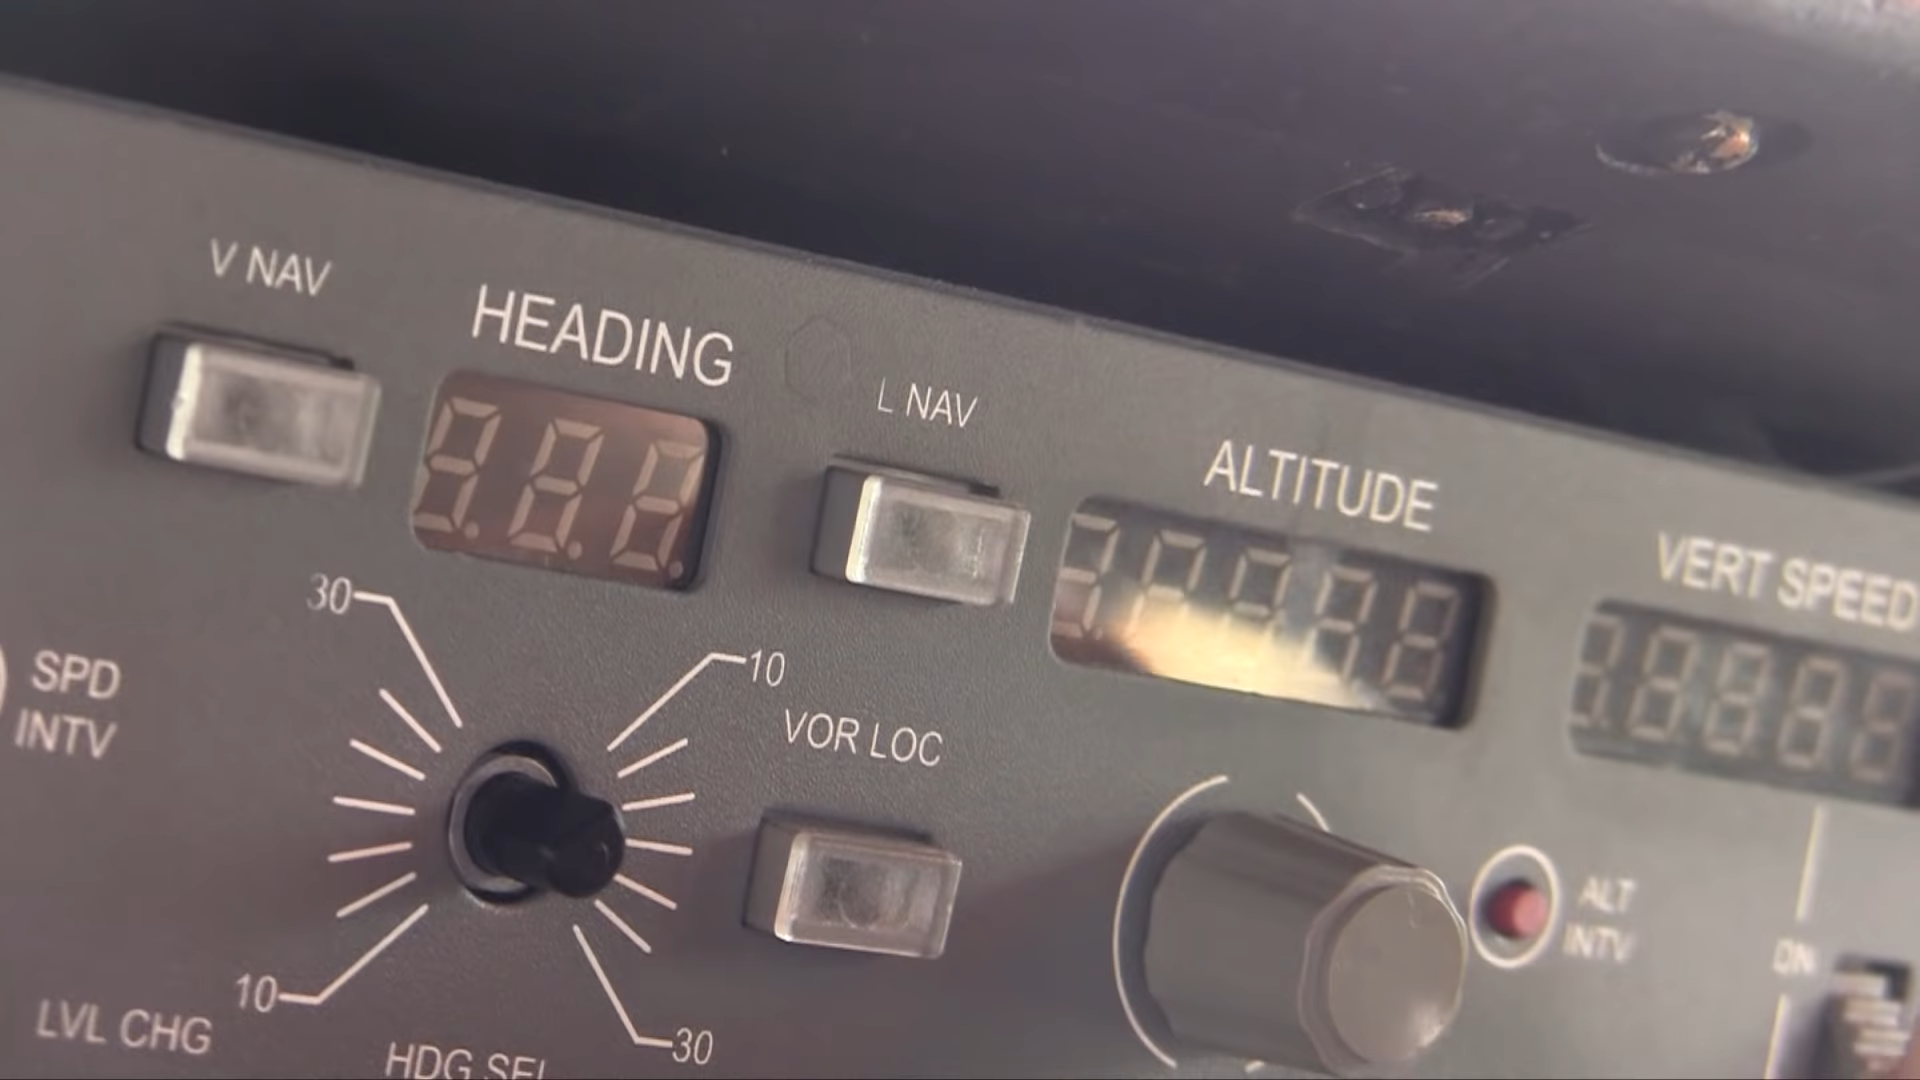 V NAV
HEADING
L NAV
ALTITUDE
VERT SPEED
30
10
SPD
INTV
VOR LOC
ALT
INTV
10
30
LVL CHG
HDG SEL